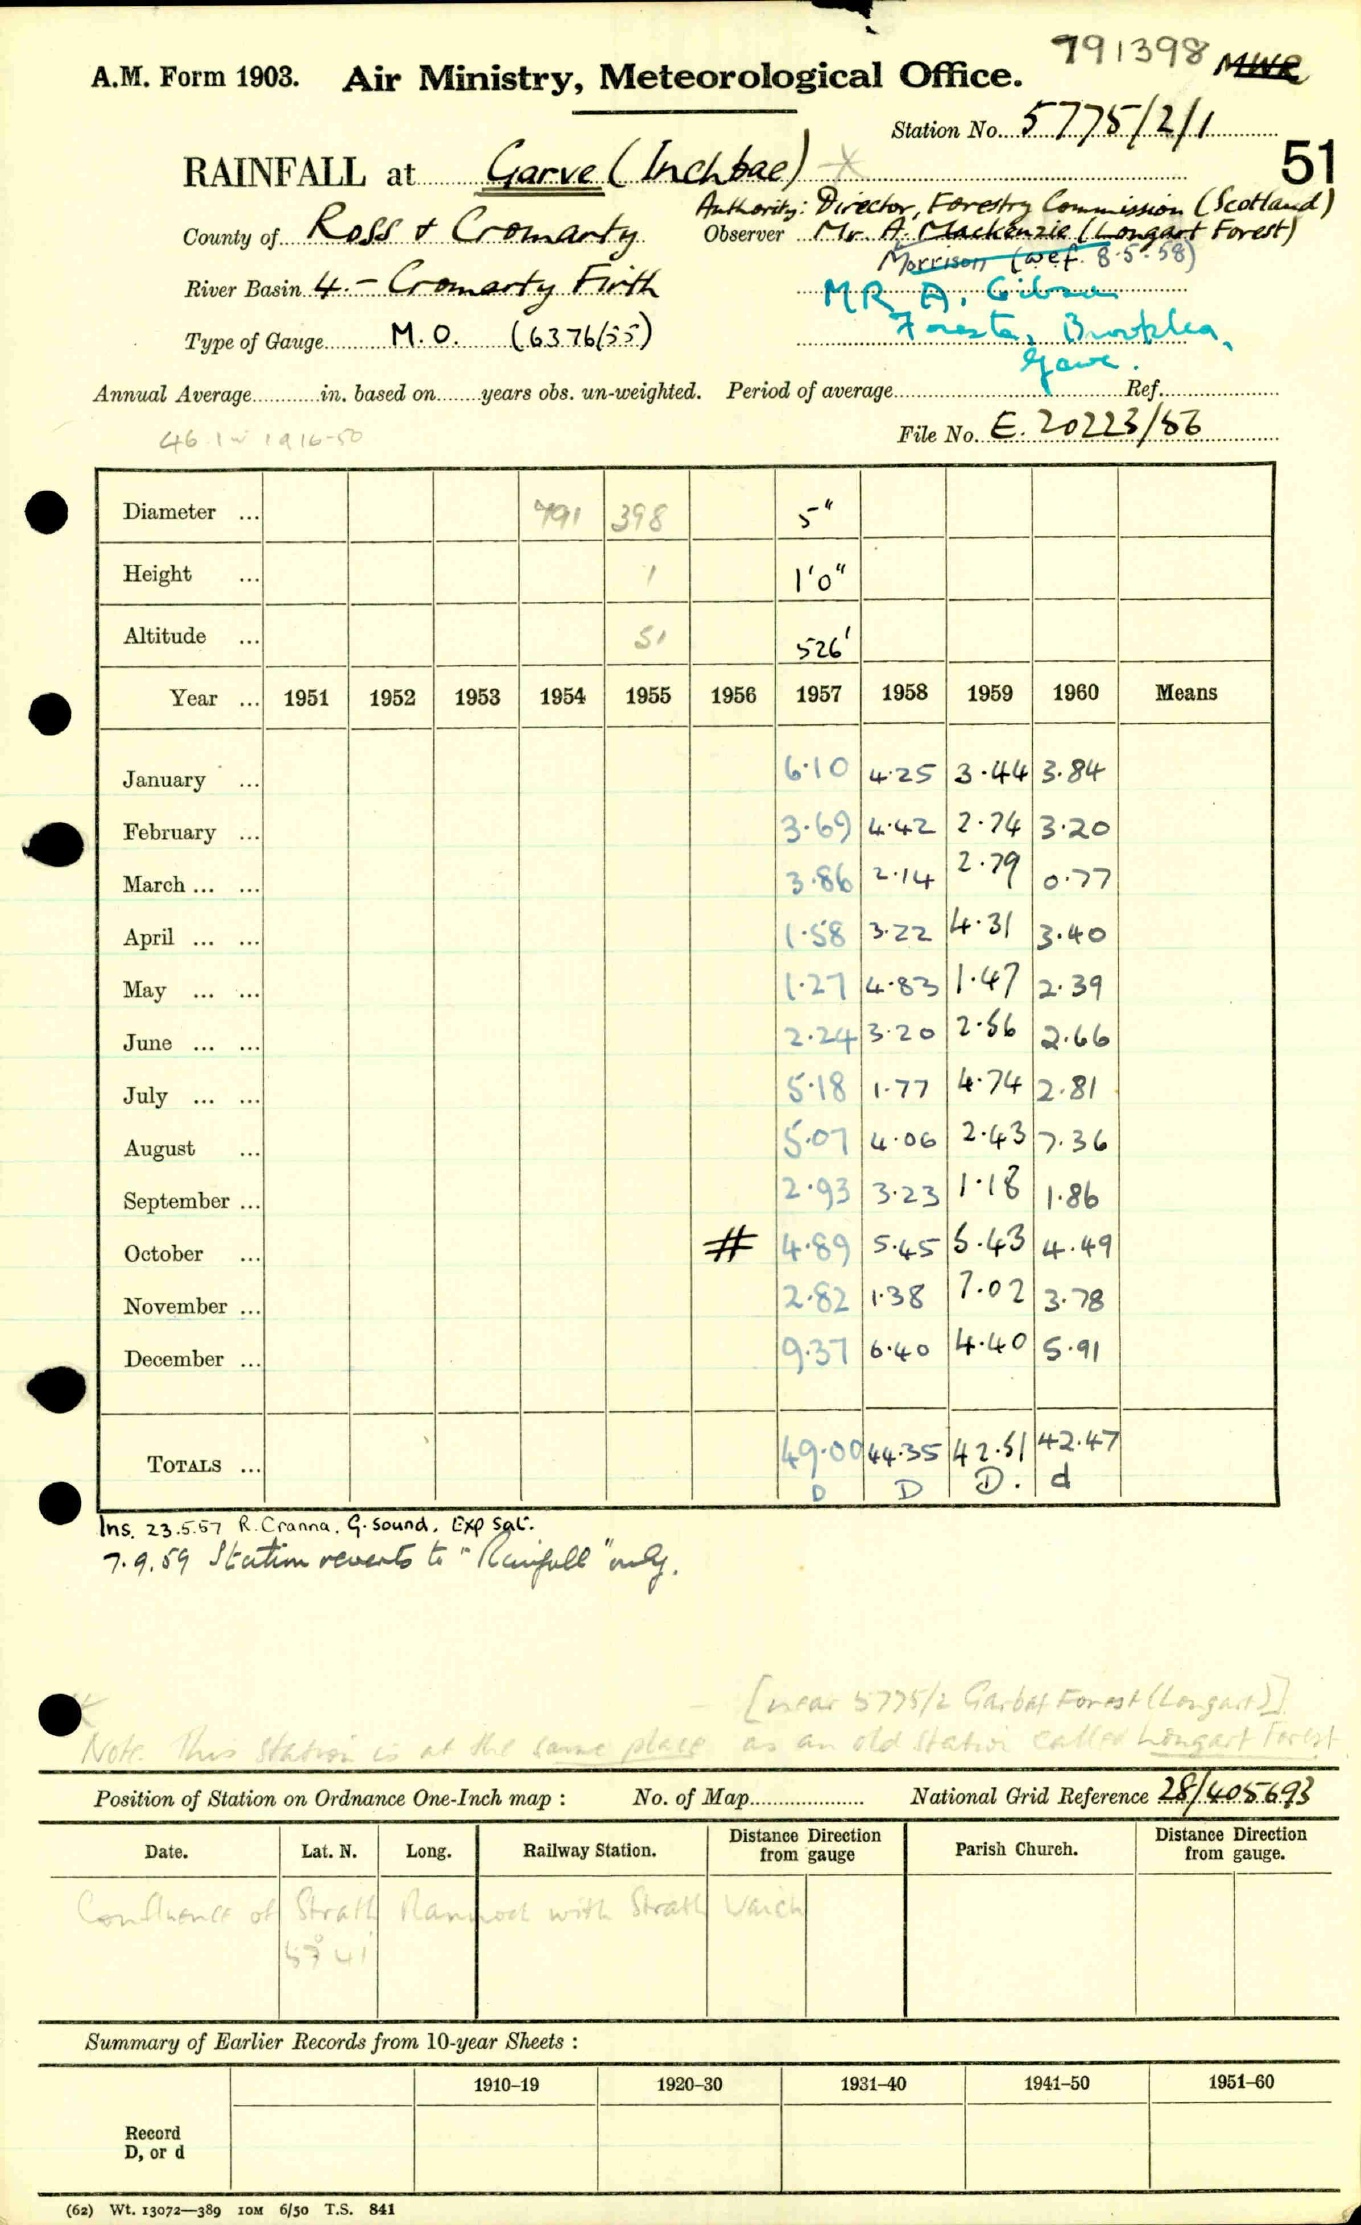 791398 MWR
A.M. Form 1903. Air Ministry, Meteorological Office.
Station No. 5775/2/1
51
RAINFALL at Garve (Inchbae)
Authority: Director, Forestry Commission (Scotland)
County of Ross & Cromarty Observer Mr. A. Mackenzie (Longart Forest)
Morrison (wef. 8.5.58)
River Basin 4.- Cromarty Firth MR A. Gibson
Type of Gauge M.O. (6376/55)
Garve.
Annual Average in. based on years obs. un-weighted. Period of average Ref.
46.1 1916-50 File No. E. 20223/56
Diameter ... 791 398 5"
Height ... 1 1'0"
Altitude ... 51 526'
Year ... 1951 1952 1953 1954 1955 1956 1957 1958 1959 1960 Means
January ... 6.10 4.25 3.44 3.84
February ... 3.69 4.42 2.74 3.20
March ... ... 3.86 2.14 2.79 0.77
April ... ... 1.58 3.22 4.31 3.40
May ... ... 1.27 4.83 1.47 2.39
June ... ... 2.24 3.20 2.56 2.66
July ... ... 5.18 1.77 4.74 2.81
August ... 5.07 4.06 2.43 7.36
September ... 2.93 3.23 1.18 1.86
October ... # 4.89 5.45 5.43 4.49
November ... 2.82 1.38 7.02 3.78
December ... 9.37 6.40 4.40 5.91
TOTALS ... 49.00 44.35 42.51 42.47
D D D. d
Ins. 23.5.57 R. Cranna. G. Sound. Exp Sat.
7.9.59 Station reverts to "Rainfall" only.
[near 5775/2 Garbat Forest (Longart)]
Note. This station is at the same place as an old station called Longart Forest
Position of Station on Ordnance One-Inch map : No. of Map National Grid Reference 28/405693
Date. Lat. N. Long. Railway Station. Distance Direction from gauge Parish Church. Distance Direction from gauge.
Confluence of Strath Rannoch with Strath Vaich
57° 41'
Summary of Earlier Records from 10-year Sheets :
1910–19 1920–30 1931–40 1941–50 1951–60
Record
D, or d
(62) Wt. 13072—389 10M 6/50 T.S. 841